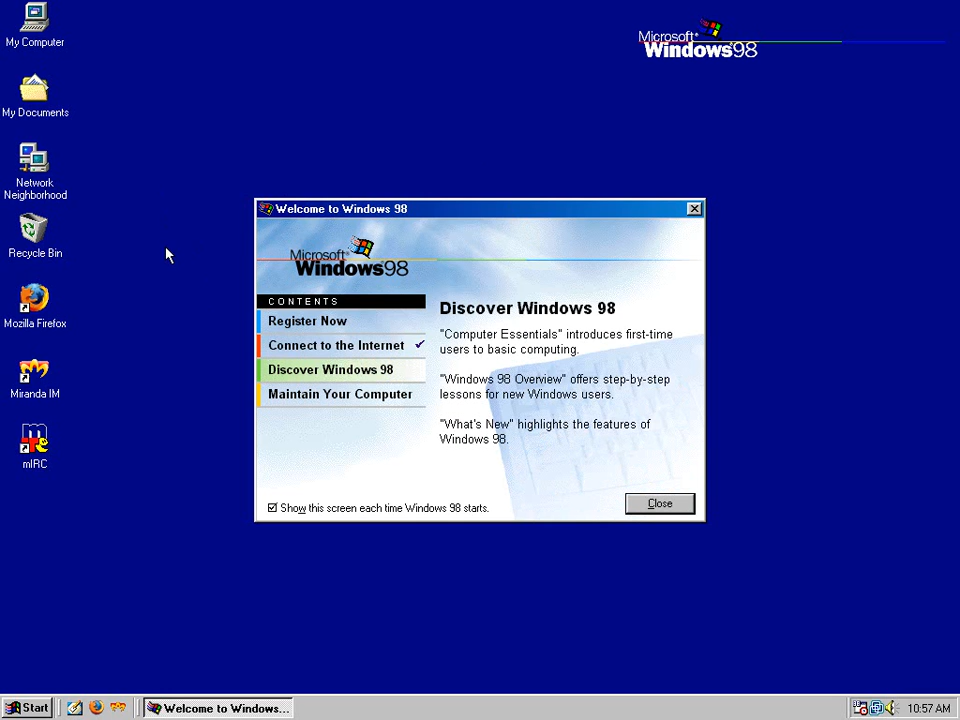 My Computer
My Documents
Network
Neighborhood
Recycle Bin
Mozilla Firefox
Miranda IM
mIRC
Microsoft
Windows98
Welcome to Windows 98
Microsoft
Windows98
CONTENTS
Register Now
Connect to the Internet
Discover Windows 98
Maintain Your Computer
Discover Windows 98
"Computer Essentials" introduces first-time
users to basic computing.
"Windows 98 Overview" offers step-by-step
lessons for new Windows users.
"What's New" highlights the features of
Windows 98.
Show this screen each time Windows 98 starts.
Close
Start
Welcome to Windows...
10:57 AM